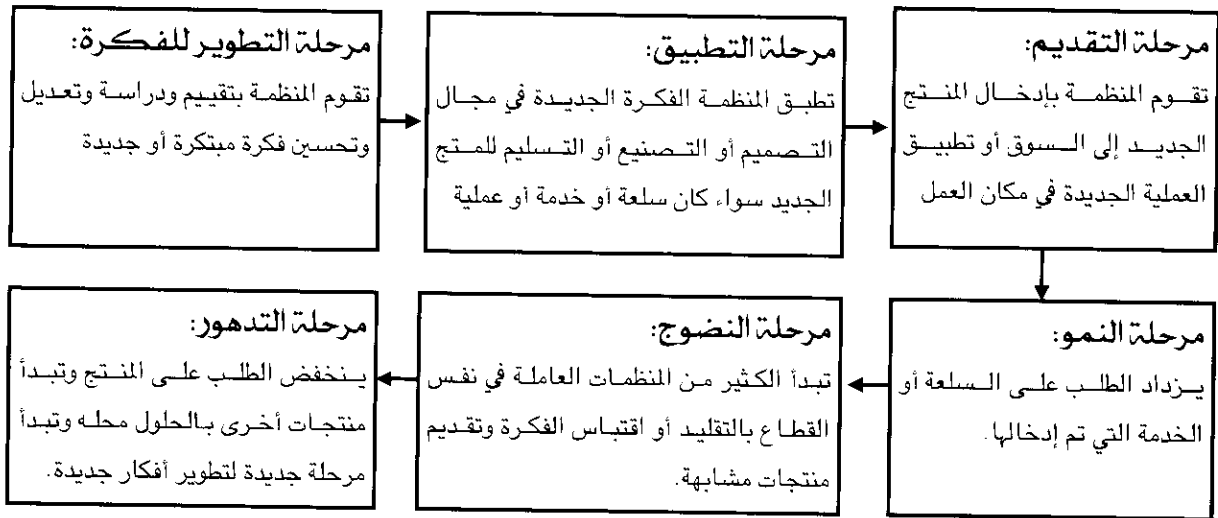 مرحلة التطوير للفكرة:
تقوم المنظمة بتقييم ودراسة وتعديل
وتحسين فكرة مبتكرة أو جديدة
مرحلة التطبيق:
تطبق المنظمة الفكرة الجديدة في مجال
التصميم أو التصنيع أو التسليم للمتج
الجديد سواء كان سلعة أو خدمة أو عملية
مرحلة التقديم:
تقوم المنظمة بإدخال المنتج
الجديد إلى السوق أو تطبيق
العملية الجديدة في مكان العمل
مرحلة النمو:
يزداد الطلب على السلعة أو
الخدمة التي تم إدخالها.
مرحلة النضوج:
تبدأ الكثير من المنظمات العاملة في نفس
القطاع بالتقليد أو اقتباس الفكرة وتقديم
منتجات مشابهة.
مرحلة التدهور:
ينخفض الطلب على المنتج وتبدأ
منتجات أخرى بالحلول محله وتبدأ
مرحلة جديدة لتطوير أفكار جديدة.